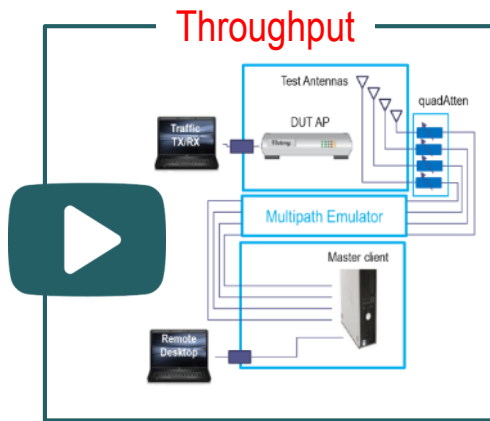 Throughput
Test Antennas
quadAtten
DUT AP
Traffic
TX/RX
Multipath Emulator
Master client
Remote
Desktop